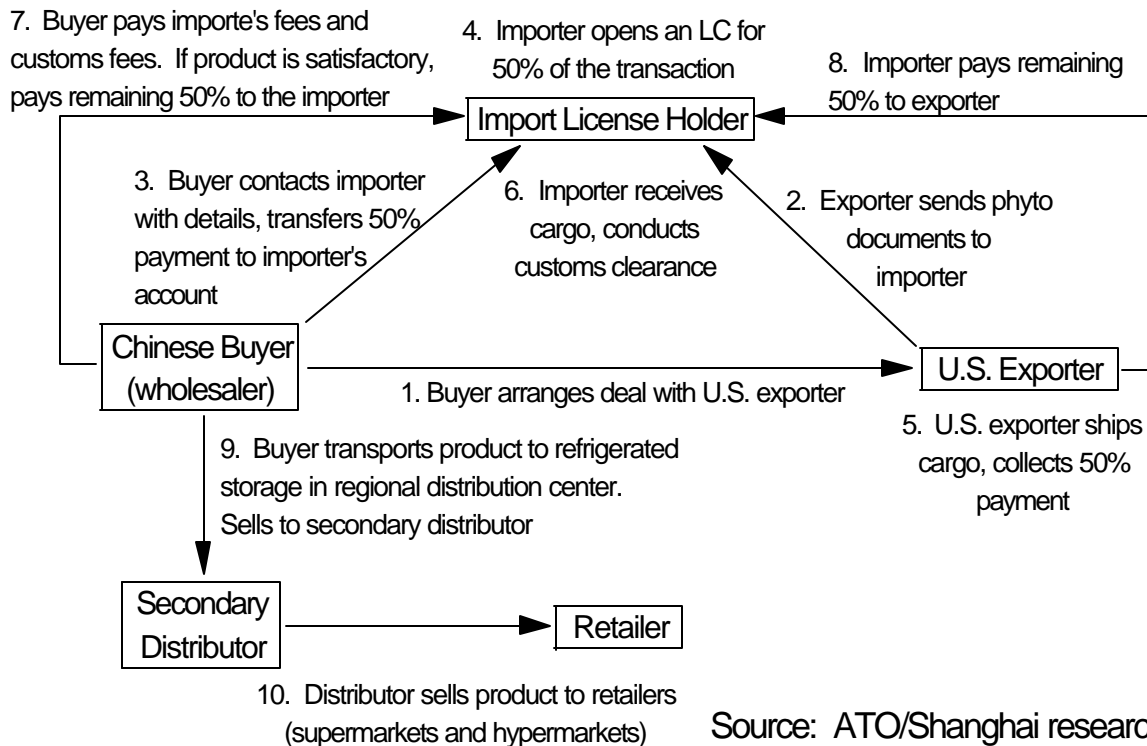 7. Buyer pays importe's fees and
customs fees. If product is satisfactory,
pays remaining 50% to the importer
4. Importer opens an LC for
50% of the transaction
8. Importer pays remaining
50% to exporter
Import License Holder
3. Buyer contacts importer
with details, transfers 50%
payment to importer's
account
6. Importer receives
cargo, conducts
customs clearance
2. Exporter sends phyto
documents to
importer
Chinese Buyer
(wholesaler)
1. Buyer arranges deal with U.S. exporter
U.S. Exporter
5. U.S. exporter ships
cargo, collects 50%
payment
9. Buyer transports product to refrigerated
storage in regional distribution center.
Sells to secondary distributor
Secondary
Distributor
Retailer
10. Distributor sells product to retailers
(supermarkets and hypermarkets)
Source: ATO/Shanghai researc